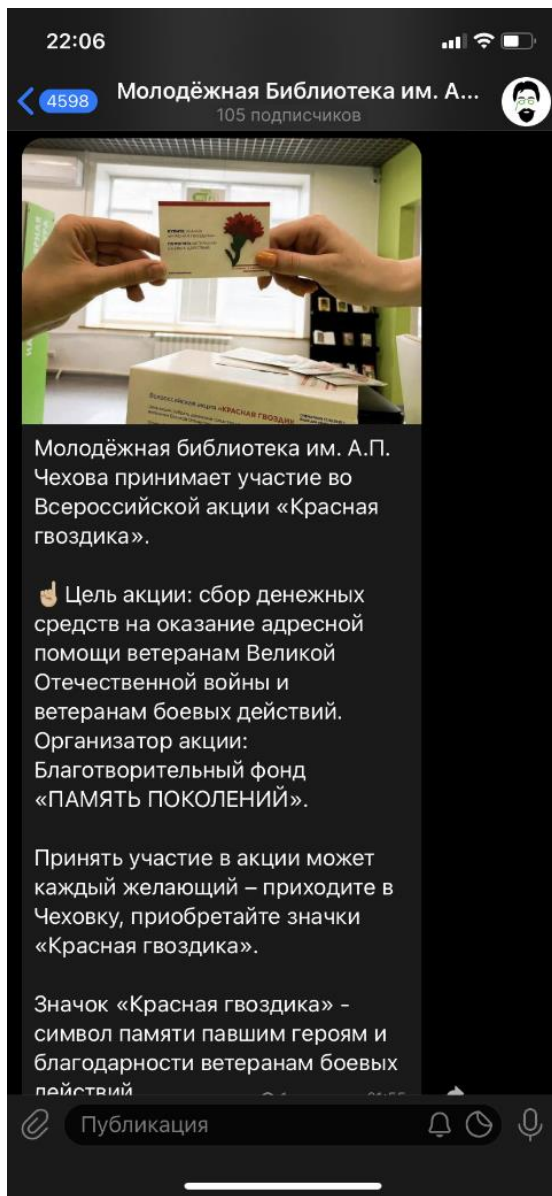 22:06
4598
Молодёжная Библиотека им. А...
105 подписчиков
КРАСНАЯ ГВОЗДИ
Молодёжная библиотека им. А.П.
Чехова принимает участие во
Всероссийской акции «Красная
гвоздика».
☝🏼 Цель акции: сбор денежных
средств на оказание адресной
помощи ветеранам Великой
Отечественной войны и
ветеранам боевых действий.
Организатор акции:
Благотворительный фонд
«ПАМЯТЬ ПОКОЛЕНИЙ».
Принять участие в акции может
каждый желающий – приходите в
Чеховку, приобретайте значки
«Красная гвоздика».
Значок «Красная гвоздика» -
символ памяти павшим героям и
благодарности ветеранам боевых
действий
Публикация